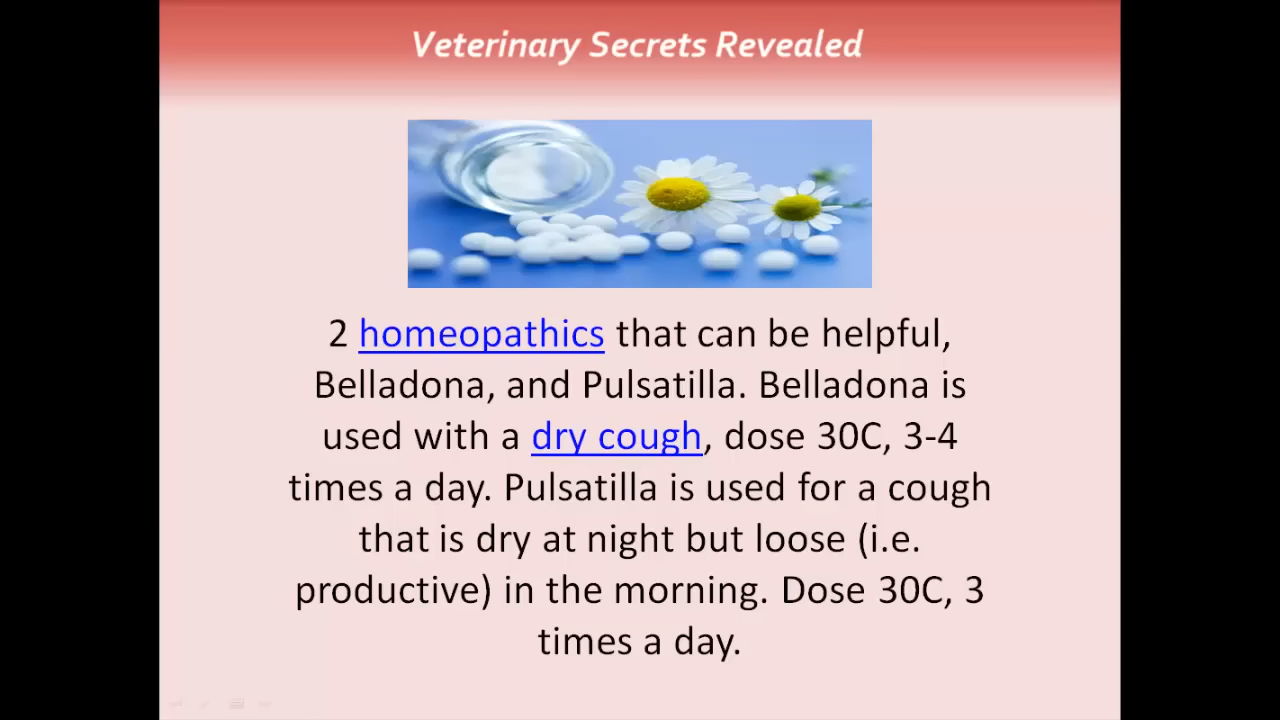 Veterinary Secrets Revealed
2 homeopathics that can be helpful,
Belladona, and Pulsatilla. Belladona is
used with a dry cough, dose 30C, 3-4
times a day. Pulsatilla is used for a cough
that is dry at night but loose (i.e.
productive) in the morning. Dose 30C, 3
times a day.